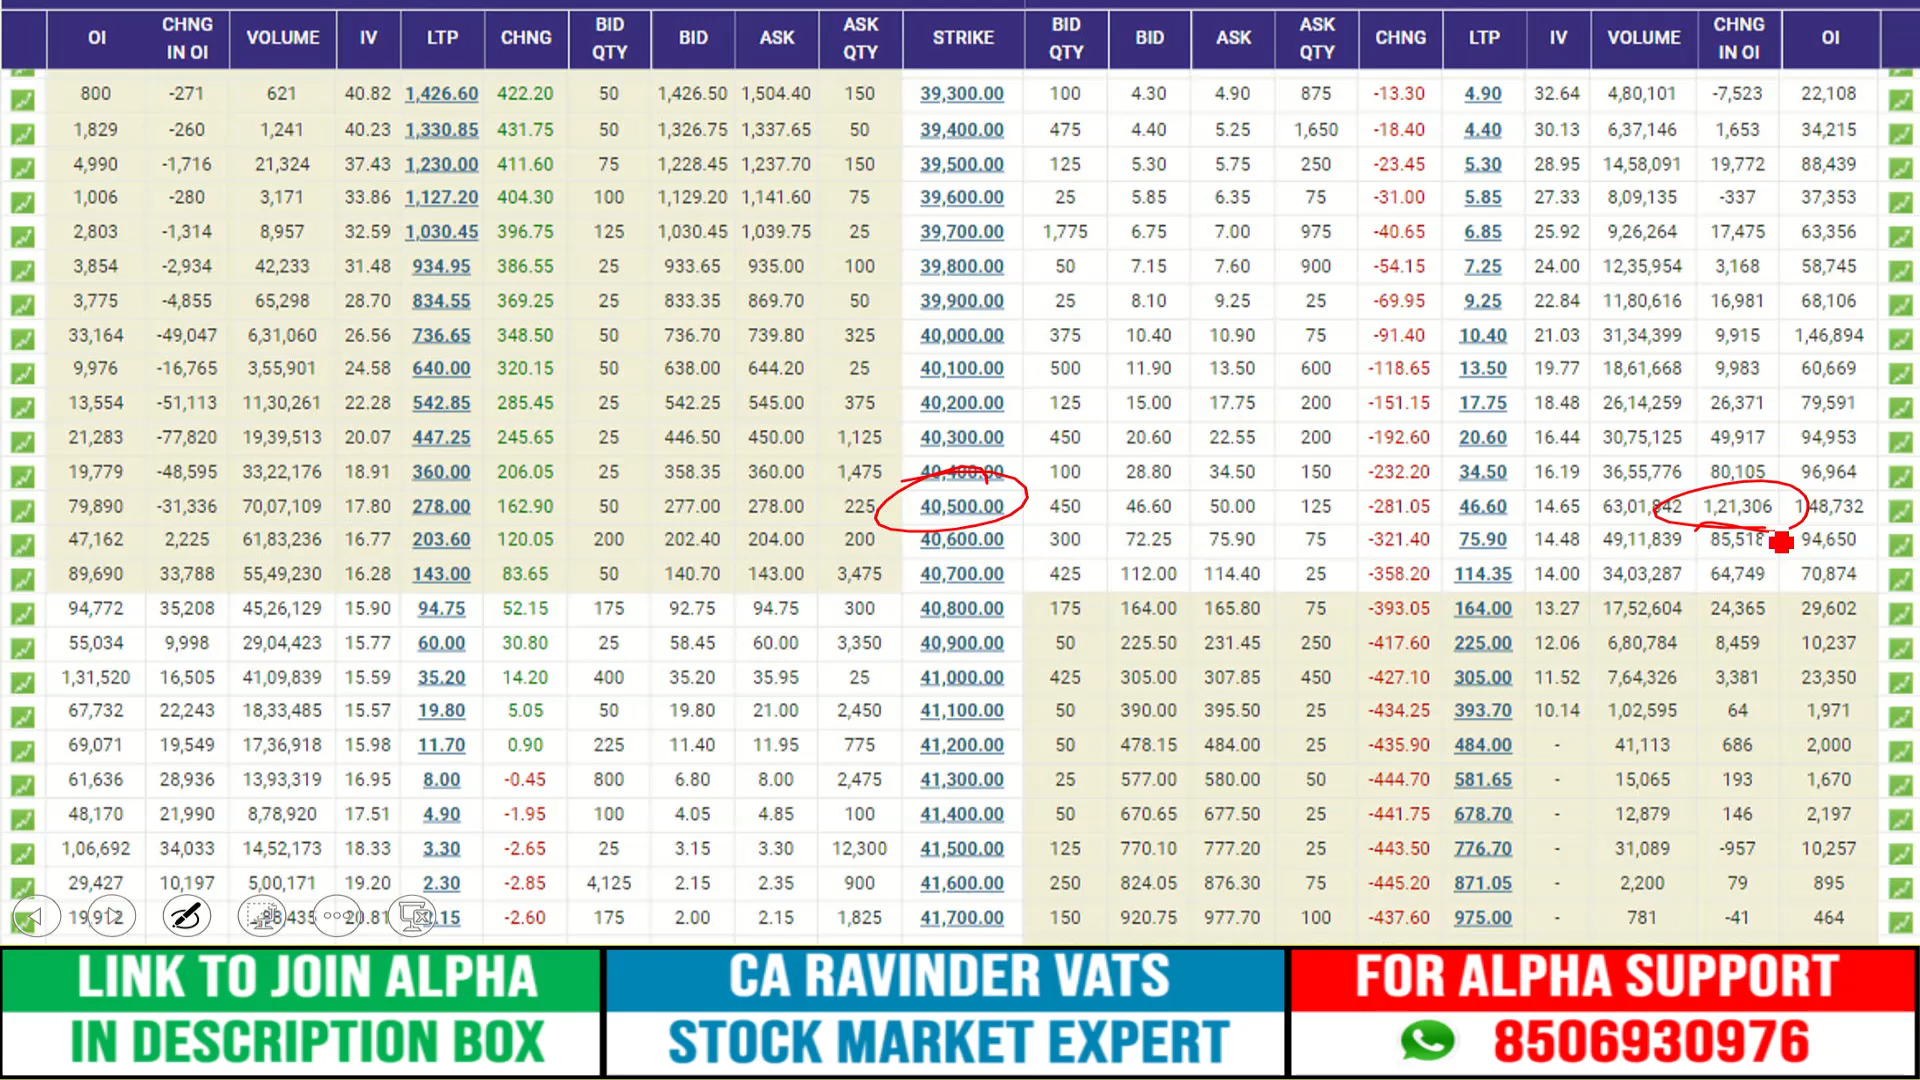 OI CHNG IN OI VOLUME IV LTP CHNG BID QTY BID ASK ASK QTY STRIKE BID QTY BID ASK ASK QTY CHNG LTP IV VOLUME CHNG IN OI OI
800 -271 621 40.82 1,426.60 422.20 50 1,426.50 1,504.40 150 39,300.00 100 4.30 4.90 875 -13.30 4.90 32.64 4,80,101 -7,523 22,108
1,829 -260 1,241 40.23 1,330.85 431.75 50 1,326.75 1,337.65 50 39,400.00 475 4.40 5.25 1,650 -18.40 4.40 30.13 6,37,146 1,653 34,215
4,990 -1,716 21,324 37.43 1,230.00 411.60 75 1,228.45 1,237.70 150 39,500.00 125 5.30 5.75 250 -23.45 5.30 28.95 14,58,091 19,772 88,439
1,006 -280 3,171 33.86 1,127.20 404.30 100 1,129.20 1,141.60 75 39,600.00 25 5.85 6.35 75 -31.00 5.85 27.33 8,09,135 -337 37,353
2,803 -1,314 8,957 32.59 1,030.45 396.75 125 1,030.45 1,039.75 25 39,700.00 1,775 6.75 7.00 975 -40.65 6.85 25.92 9,26,264 17,475 63,356
3,854 -2,934 42,233 31.48 934.95 386.55 25 933.65 935.00 100 39,800.00 50 7.15 7.60 900 -54.15 7.25 24.00 12,35,954 3,168 58,745
3,775 -4,855 65,298 28.70 834.55 369.25 25 833.35 869.70 50 39,900.00 25 8.10 9.25 25 -69.95 9.25 22.84 11,80,616 16,981 68,106
33,164 -49,047 6,31,060 26.56 736.65 348.50 50 736.70 739.80 325 40,000.00 375 10.40 10.90 75 -91.40 10.40 21.03 31,34,399 9,915 1,46,894
9,976 -16,765 3,55,901 24.58 640.00 320.15 50 638.00 644.20 25 40,100.00 500 11.90 13.50 600 -118.65 13.50 19.77 18,61,668 9,983 60,669
13,554 -51,113 11,30,261 22.28 542.85 285.45 25 542.25 545.00 375 40,200.00 125 15.00 17.75 200 -151.15 17.75 18.48 26,14,259 26,371 79,591
21,283 -77,820 19,39,513 20.07 447.25 245.65 25 446.50 450.00 1,125 40,300.00 450 20.60 22.55 200 -192.60 20.60 16.44 30,75,125 49,917 94,953
19,779 -48,595 33,22,176 18.91 360.00 206.05 25 358.35 360.00 1,475 40,400.00 100 28.80 34.50 150 -232.20 34.50 16.19 36,55,776 80,105 96,964
79,890 -31,336 70,07,109 17.80 278.00 162.90 50 277.00 278.00 225 40,500.00 450 46.60 50.00 125 -281.05 46.60 14.65 63,01,842 1,21,306 1,48,732
47,162 2,225 61,83,236 16.77 203.60 120.05 200 202.40 204.00 200 40,600.00 300 72.25 75.90 75 -321.40 75.90 14.48 49,11,839 85,518 94,650
89,690 33,788 55,49,230 16.28 143.00 83.65 50 140.70 143.00 3,475 40,700.00 425 112.00 114.40 25 -358.20 114.35 14.00 34,03,287 64,749 70,874
94,772 35,208 45,26,129 15.90 94.75 52.15 175 92.75 94.75 300 40,800.00 175 164.00 165.80 75 -393.05 164.00 13.27 17,52,604 24,365 29,602
55,034 9,998 29,04,423 15.77 60.00 30.80 25 58.45 60.00 3,350 40,900.00 50 225.50 231.45 250 -417.60 225.00 12.06 6,80,784 8,459 10,237
1,31,520 16,505 41,09,839 15.59 35.20 14.20 400 35.20 35.95 25 41,000.00 425 305.00 307.85 450 -427.10 305.00 11.52 7,64,326 3,381 23,350
67,732 22,243 18,33,485 15.57 19.80 5.05 50 19.80 21.00 2,450 41,100.00 50 390.00 395.50 25 -434.25 393.70 10.14 1,02,595 64 1,971
69,071 19,549 17,36,918 15.98 11.70 0.90 225 11.40 11.95 775 41,200.00 50 478.15 484.00 25 -435.90 484.00 - 41,113 686 2,000
61,636 28,936 13,93,319 16.95 8.00 -0.45 800 6.80 8.00 2,475 41,300.00 25 577.00 580.00 50 -444.70 581.65 - 15,065 193 1,670
48,170 21,990 8,78,920 17.51 4.90 -1.95 100 4.05 4.85 100 41,400.00 50 670.65 677.50 25 -441.75 678.70 - 12,879 146 2,197
1,06,692 34,033 14,52,173 18.33 3.30 -2.65 25 3.15 3.30 12,300 41,500.00 125 770.10 777.20 25 -443.50 776.70 - 31,089 -957 10,257
29,427 10,197 5,00,171 19.20 2.30 -2.85 4,125 2.15 2.35 900 41,600.00 250 824.05 876.30 75 -445.20 871.05 - 2,200 79 895
19,912 20.81 -2.60 175 2.00 2.15 1,825 41,700.00 150 920.75 977.70 100 -437.60 975.00 - 781 -41 464
LINK TO JOIN ALPHA
IN DESCRIPTION BOX
CA RAVINDER VATS
STOCK MARKET EXPERT
FOR ALPHA SUPPORT
8506930976